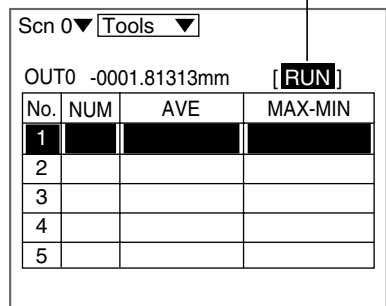 Scn 0▼ Tools ▼
OUT0 -0001.81313mm [RUN]
No. NUM AVE MAX-MIN
1
2
3
4
5